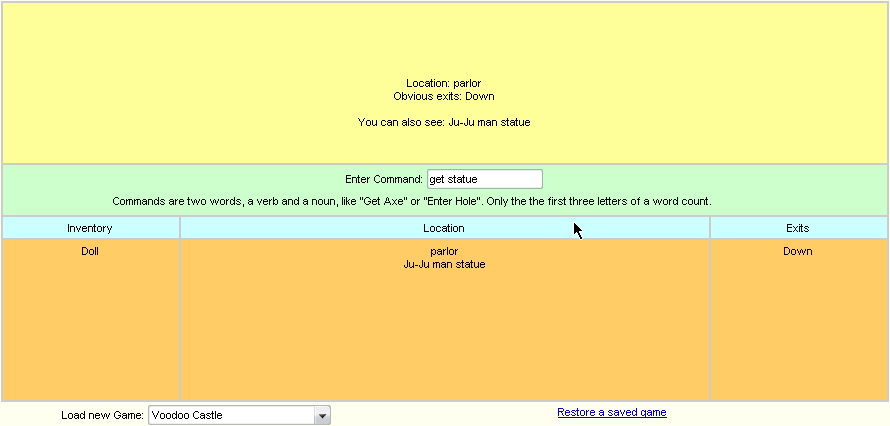 Location: parlor
Obvious exits: Down
You can also see: Ju-Ju man statue
Enter Command: get statue
Commands are two words, a verb and a noun, like "Get Axe" or "Enter Hole". Only the the first three letters of a word count.
Inventory Location Exits
Doll parlor Down
Ju-Ju man statue
Load new Game: Voodoo Castle Restore a saved game